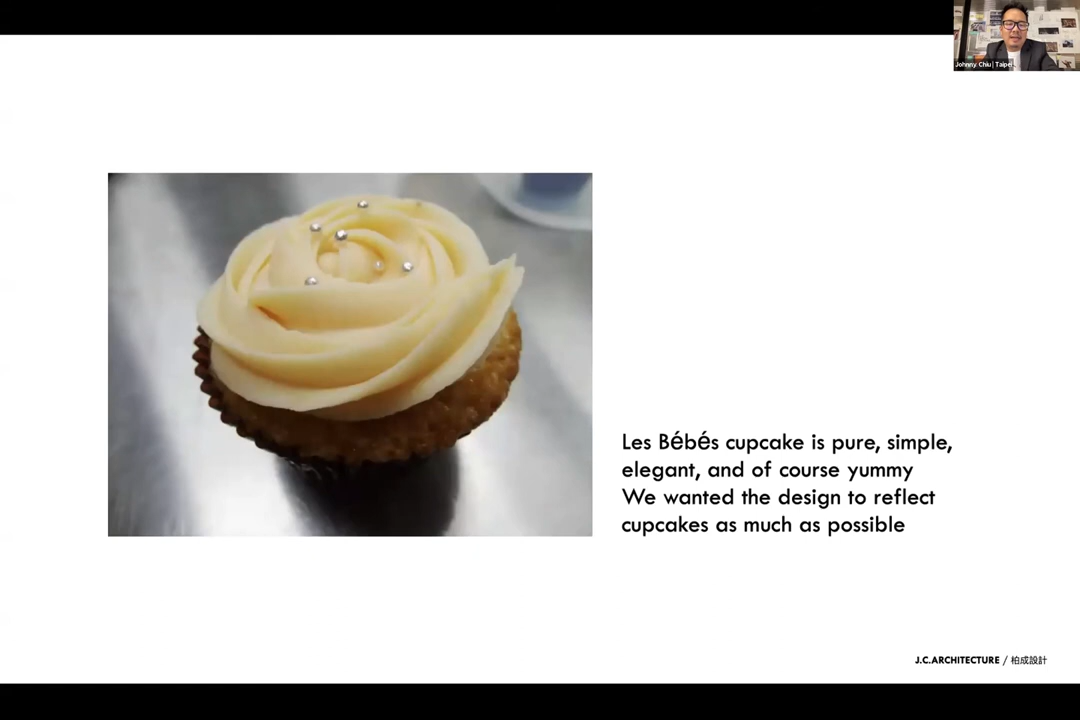 Johnny Chiu | Taipei
Les Bébés cupcake is pure, simple,
elegant, and of course yummy
We wanted the design to reflect
cupcakes as much as possible
J.C.ARCHITECTURE / 柏成設計